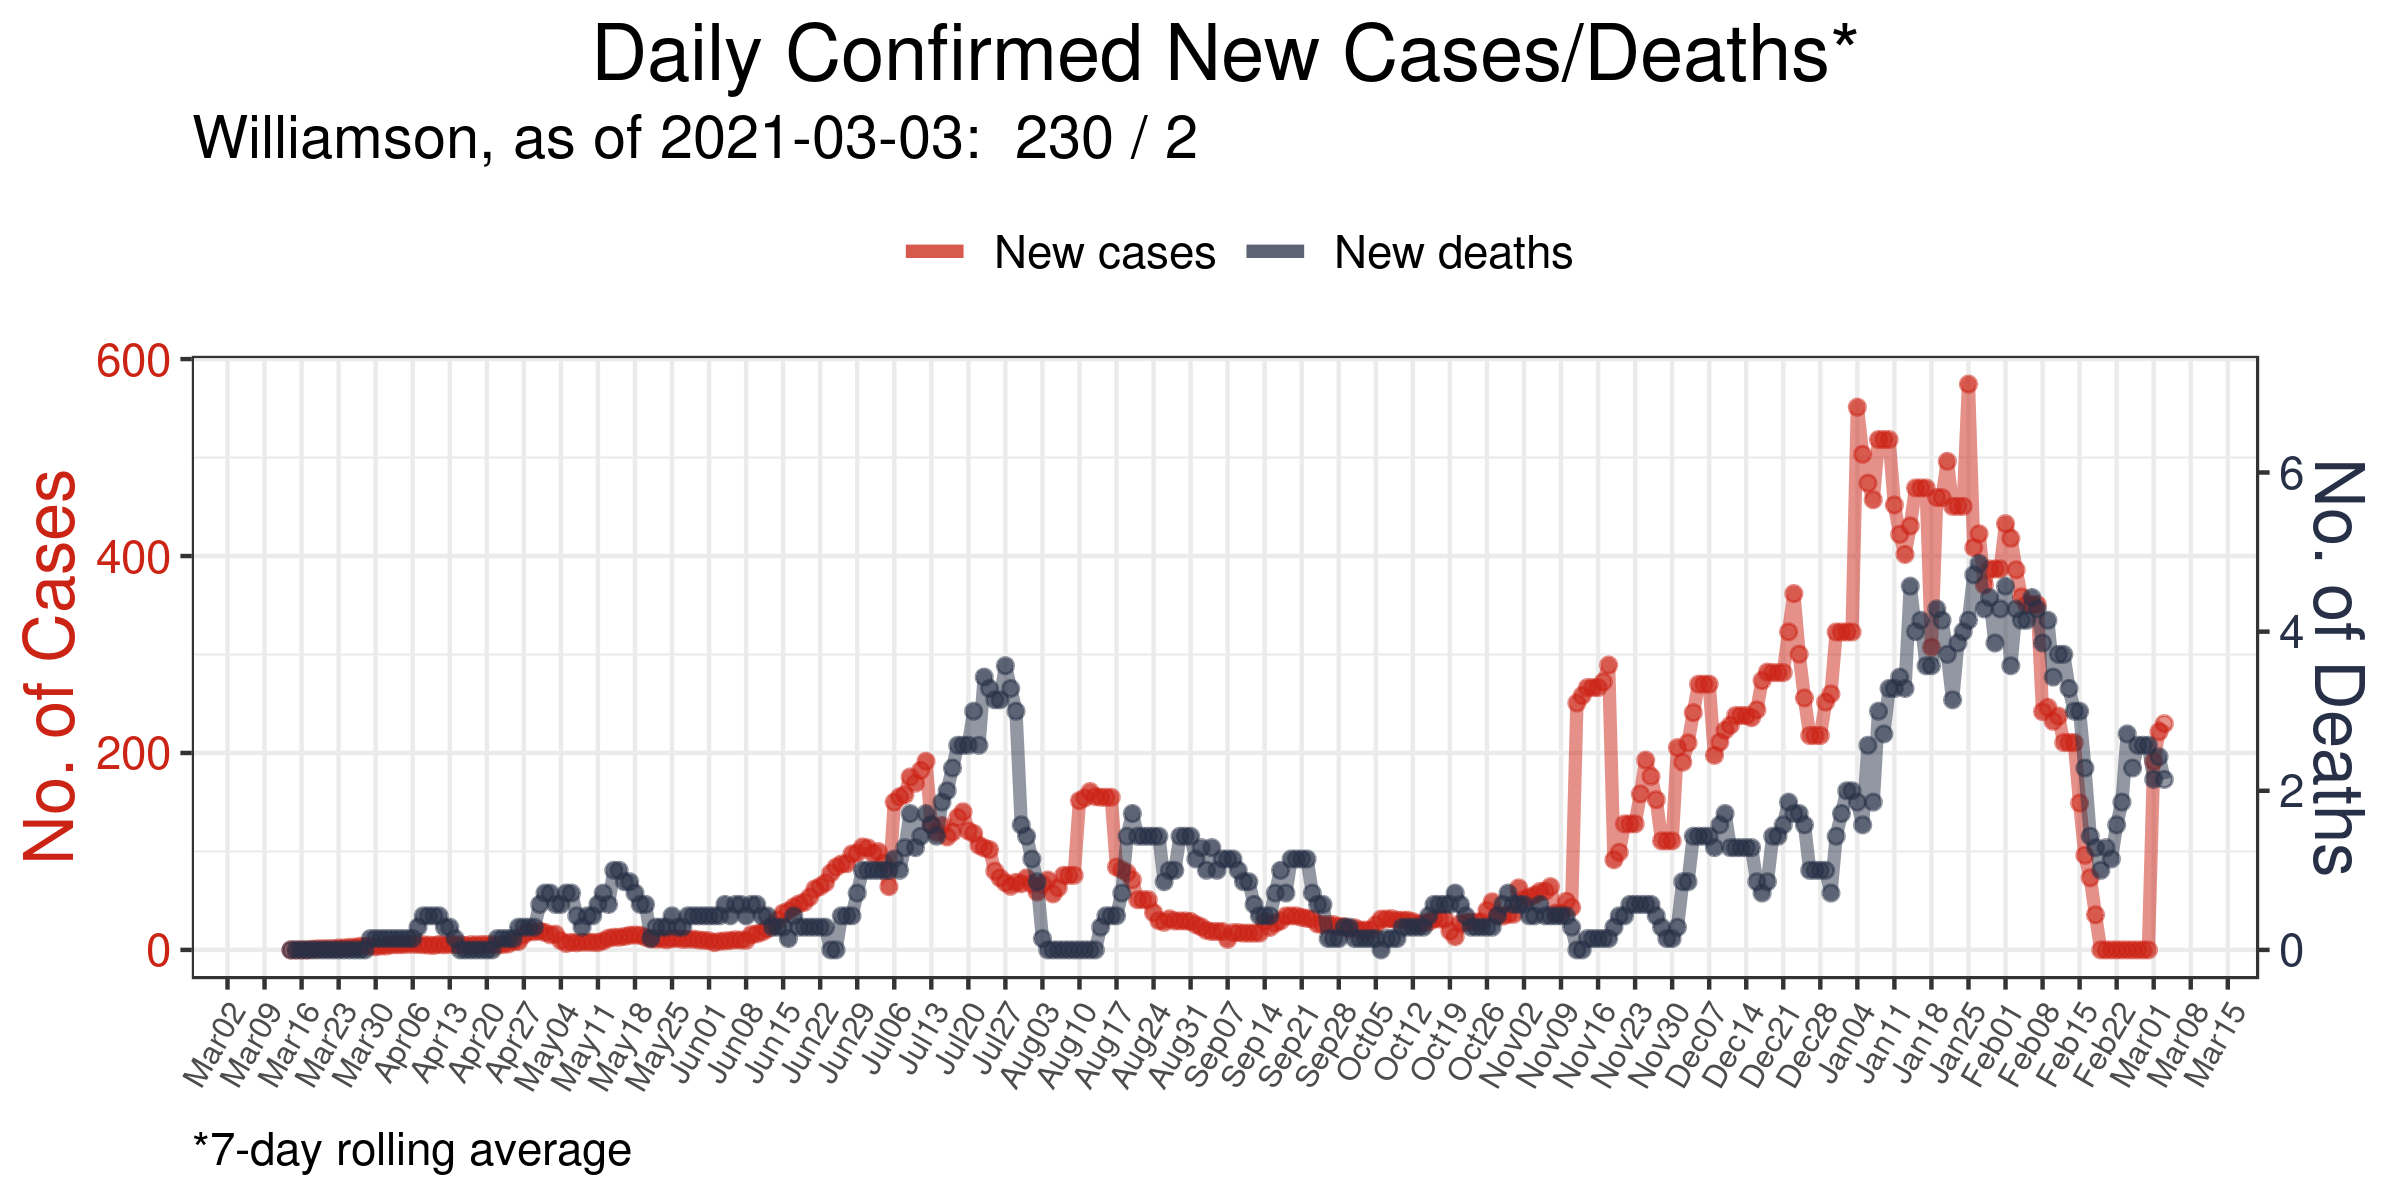 Daily Confirmed New Cases/Deaths*
Williamson, as of 2021-03-03:  230 / 2
New cases
New deaths
No. of Cases
600
400
200
0
6
4
2
0
No. of Deaths
Mar02
Mar09
Mar16
Mar23
Mar30
Apr06
Apr13
Apr20
Apr27
May04
May11
May18
May25
Jun01
Jun08
Jun15
Jun22
Jun29
Jul06
Jul13
Jul20
Jul27
Aug03
Aug10
Aug17
Aug24
Aug31
Sep07
Sep14
Sep21
Sep28
Oct05
Oct12
Oct19
Oct26
Nov02
Nov09
Nov16
Nov23
Nov30
Dec07
Dec14
Dec21
Dec28
Jan04
Jan11
Jan18
Jan25
Feb01
Feb08
Feb15
Feb22
Mar01
Mar08
Mar15
*7-day rolling average